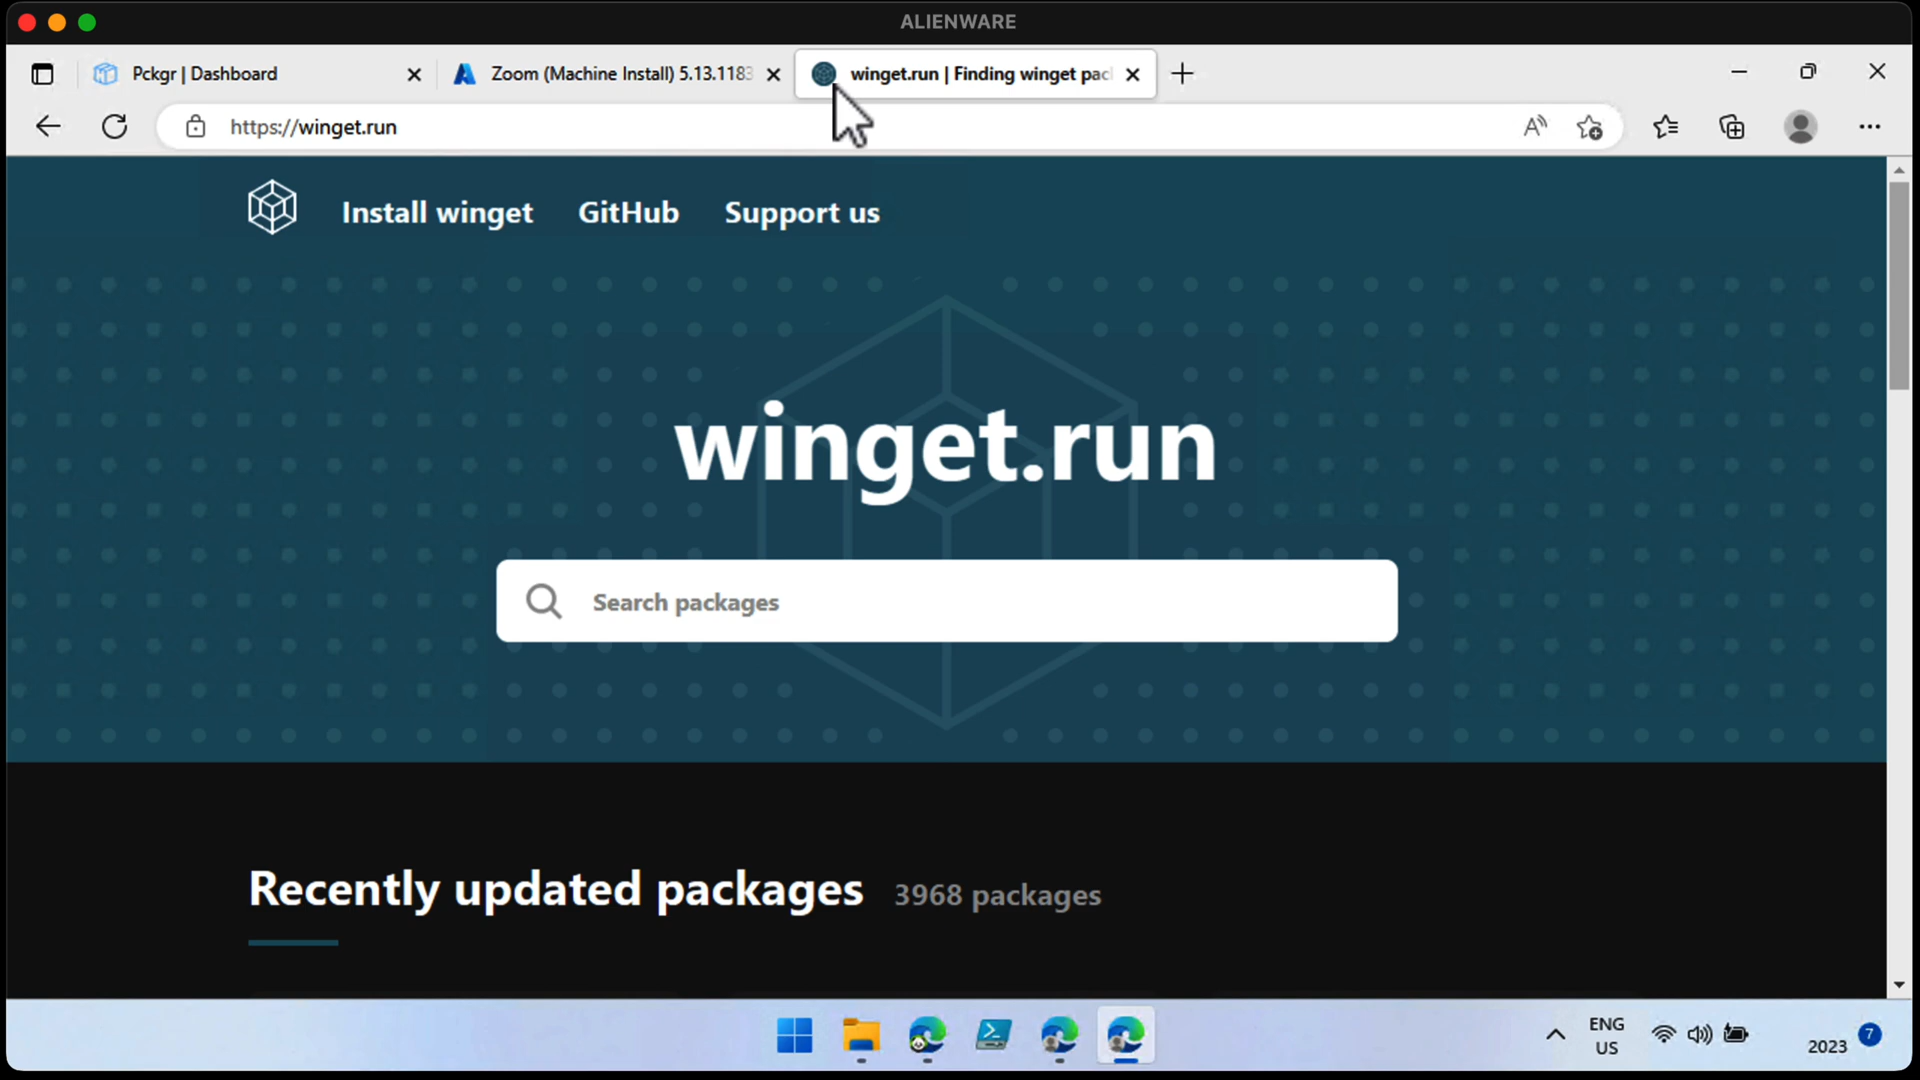 ALIENWARE
Pckgr | Dashboard
Zoom (Machine Install) 5.13.1183
winget.run | Finding winget pac
https://winget.run
Install winget
GitHub
Support us
winget.run
Search packages
Recently updated packages
3968 packages
ENG
US
2023
7